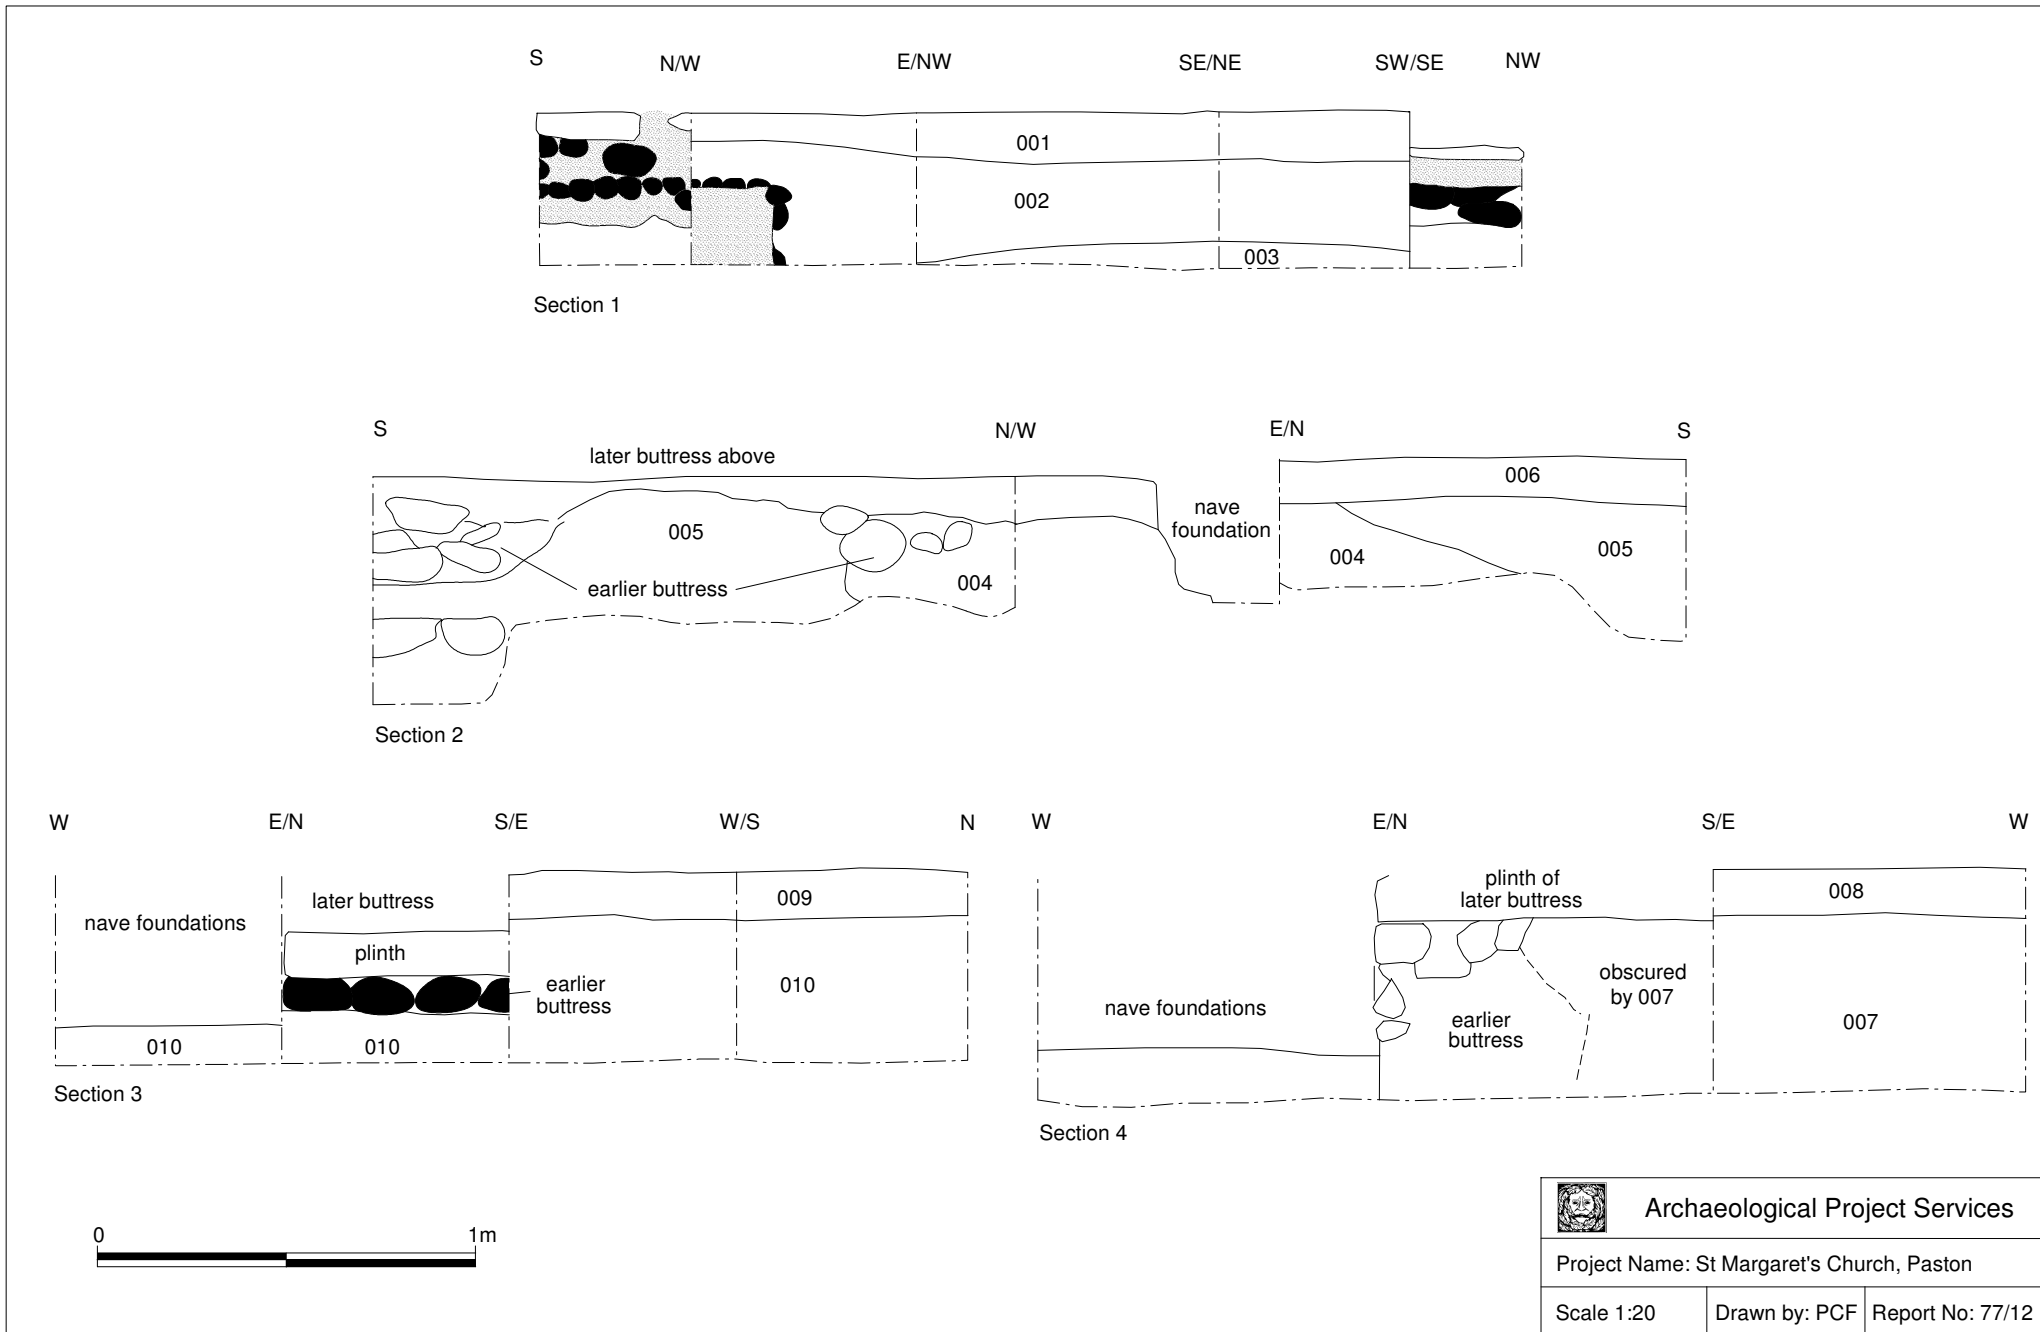 S N/W E/NW SE/NE SW/SE NW
001
002
003
Section 1
S N/W E/N S
later buttress above
006
nave
foundation
005
004
005
earlier buttress
004
Section 2
W E/N S/E W/S N
009
later buttress
nave foundations
plinth
earlier
buttress
010
010
010
Section 3
W E/N S/E W
plinth of
later buttress
008
obscured
by 007
nave foundations
earlier
buttress
007
Section 4
0 1m
Archaeological Project Services
Project Name: St Margaret's Church, Paston
Scale 1:20 Drawn by: PCF Report No: 77/12